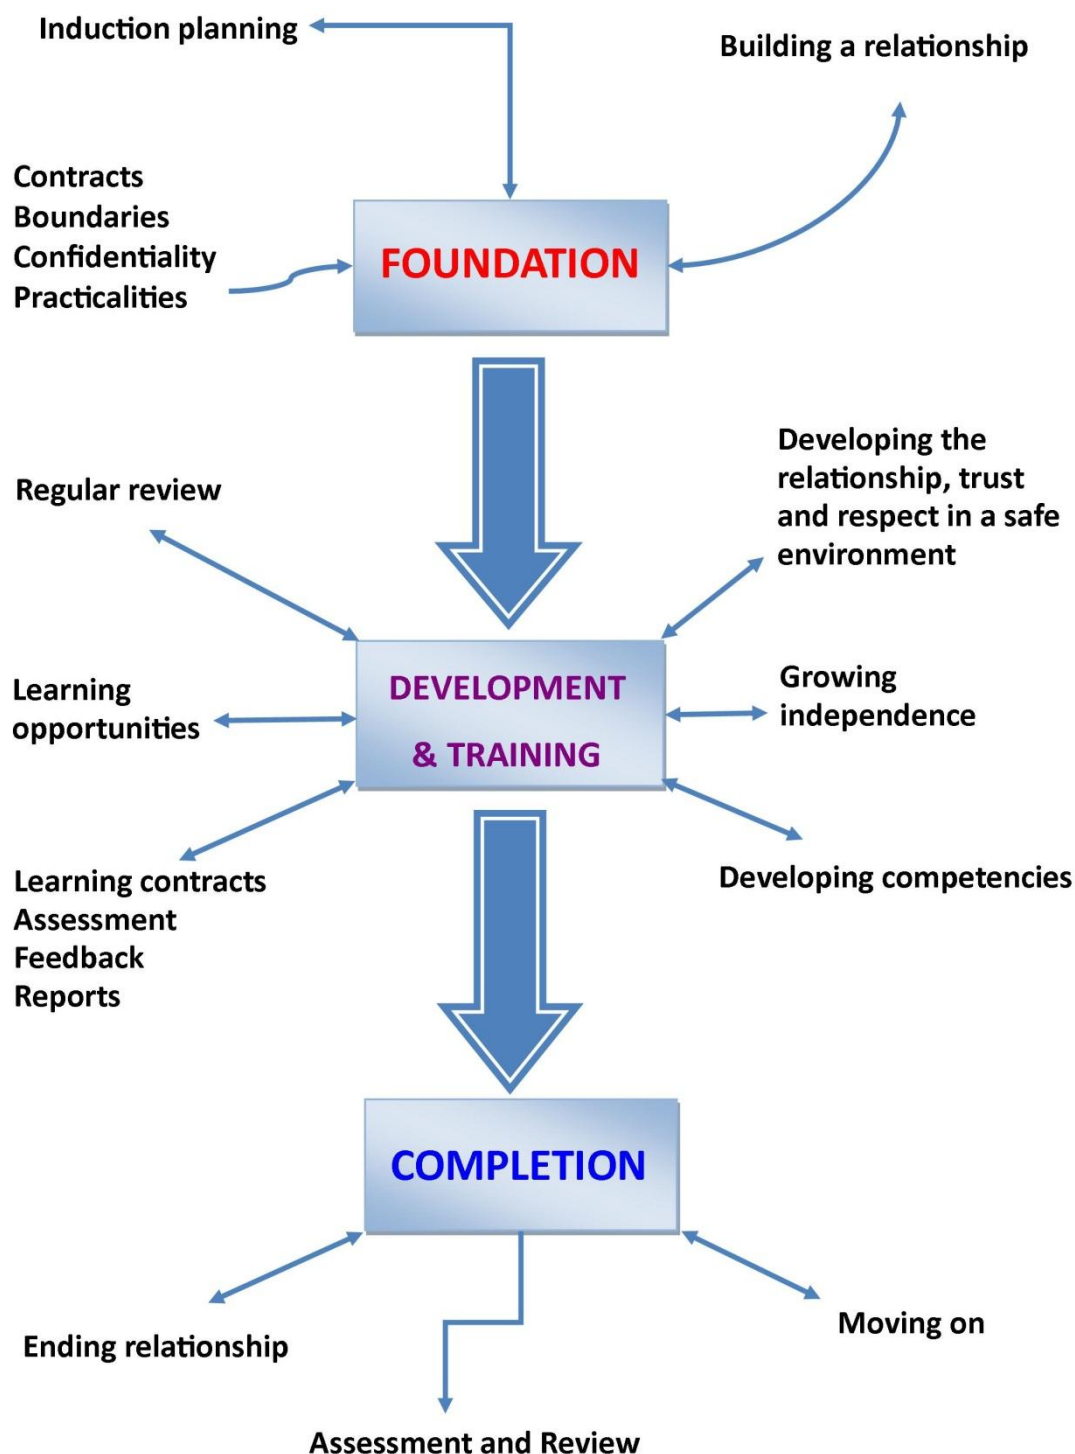 Induction planning
Building a relationship
Contracts
Boundaries
Confidentiality
Practicalities
FOUNDATION
Regular review
Developing the
relationship, trust
and respect in a safe
environment
Learning
opportunities
DEVELOPMENT
& TRAINING
Growing
independence
Learning contracts
Assessment
Feedback
Reports
Developing competencies
COMPLETION
Ending relationship
Moving on
Assessment and Review